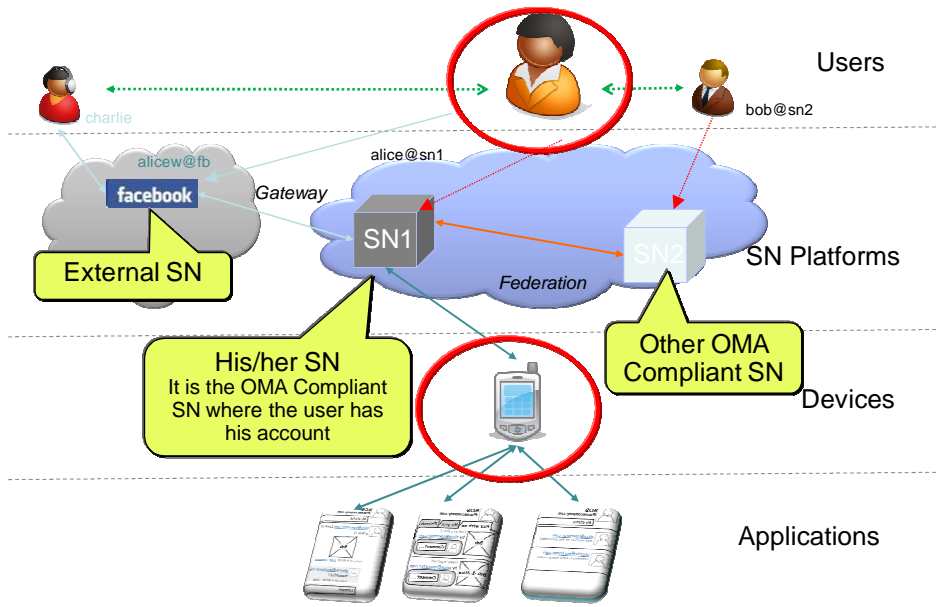 Users
charlie
bob@sn2
alicew@fb
alice@sn1
facebook
Gateway
SN1
SN2
SN Platforms
External SN
Federation
His/her SN
It is the OMA Compliant
SN where the user has
his account
Other OMA
Compliant SN
Devices
Applications